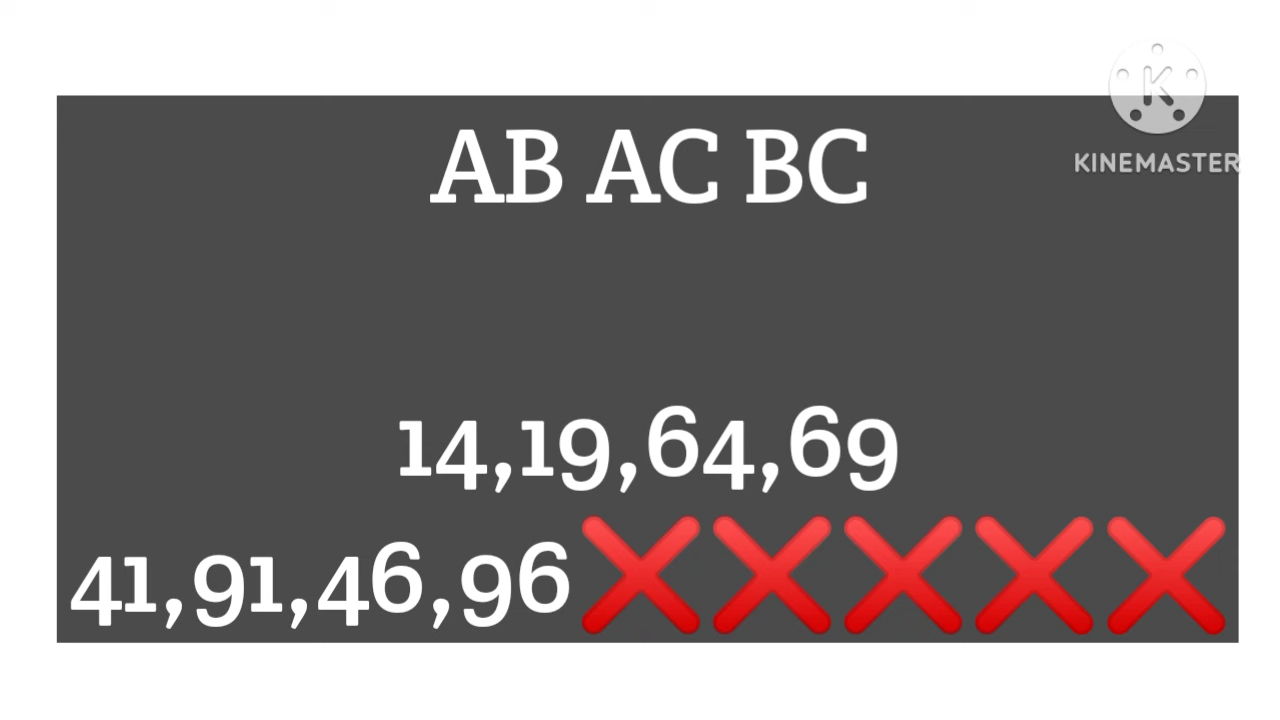 K
KINEMASTER
AB AC BC
14,19,64,69
41,91,46,96❌❌❌❌❌